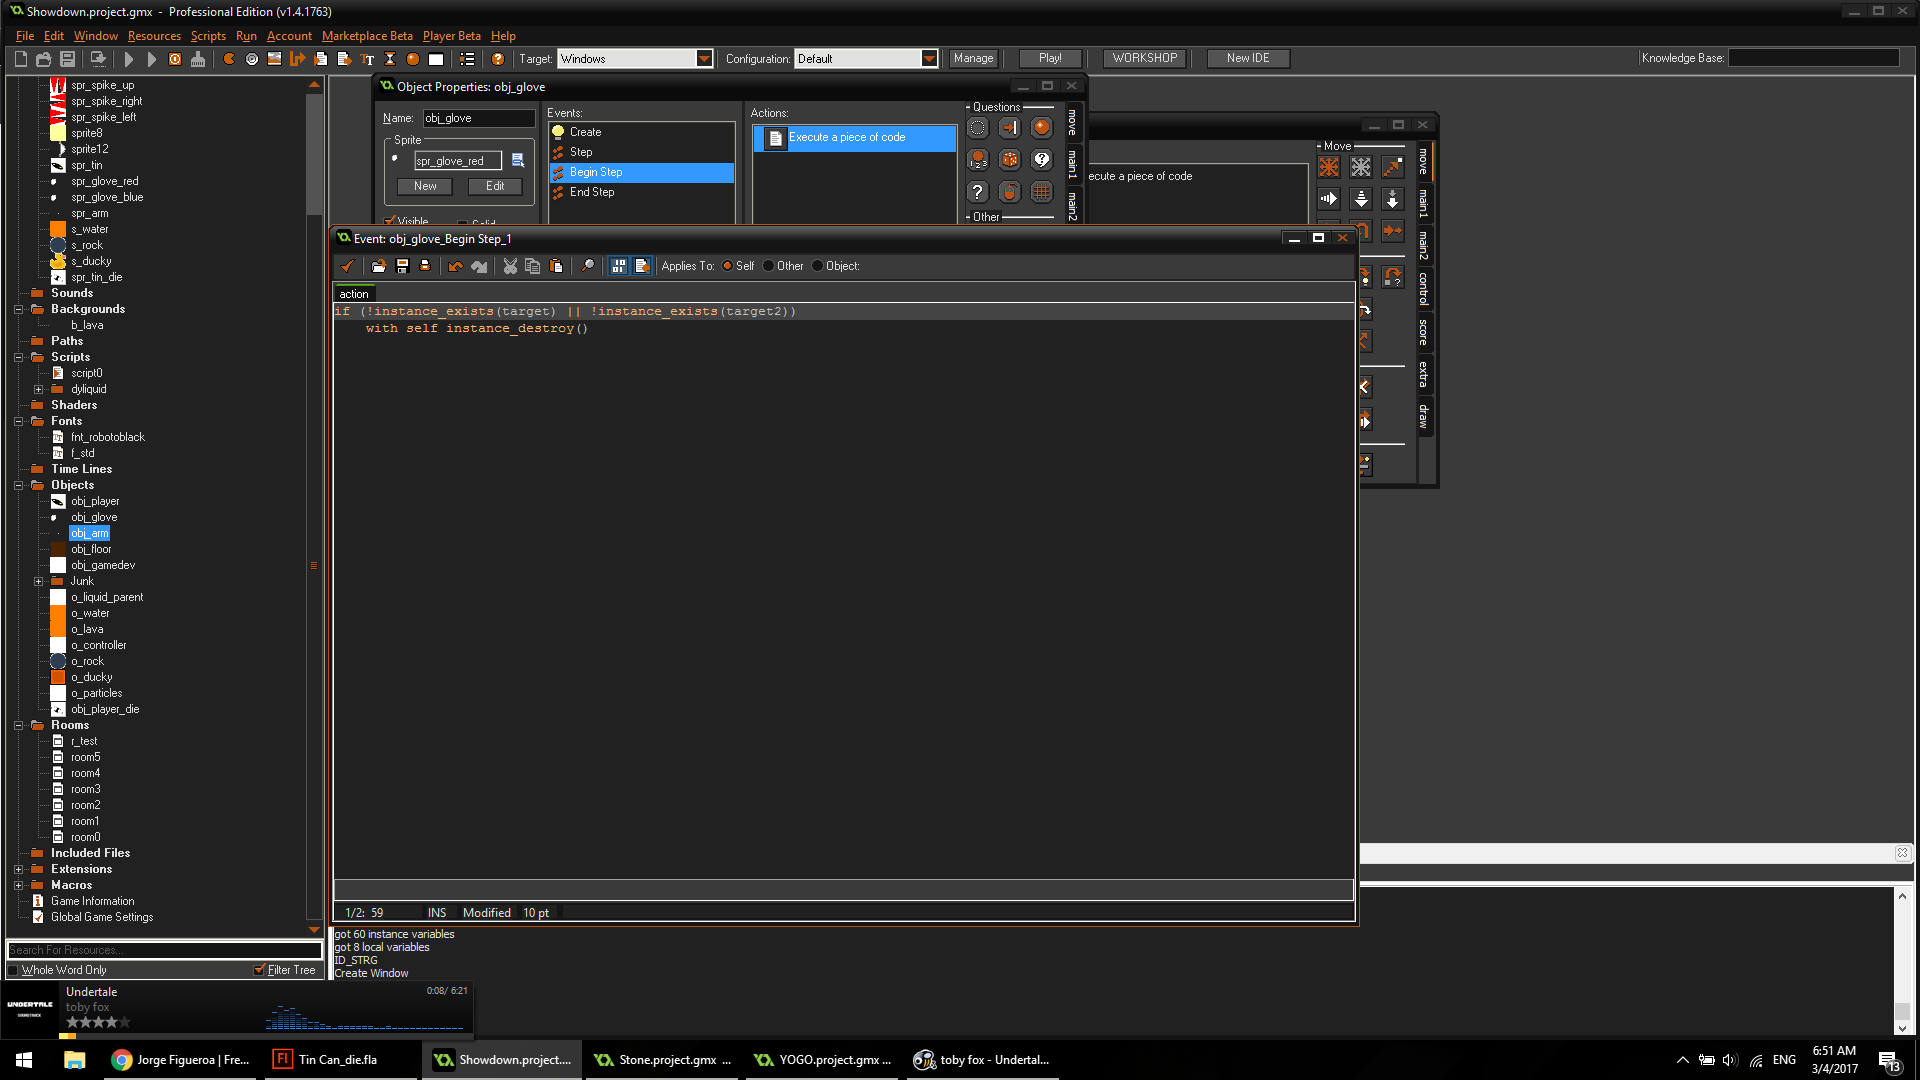 Showdown.project.gmx - Professional Edition (v1.4.1763)
File Edit Window Resources Scripts Run Account Marketplace Beta Player Beta Help
Target: Windows Configuration: Default Manage Play! WORKSHOP New IDE Knowledge Base:
spr_spike_up
spr_spike_right
spr_spike_left
sprite8
sprite12
spr_tin
spr_glove_red
spr_glove_blue
spr_arm
s_water
s_rock
s_ducky
spr_tin_die
Sounds
Backgrounds
b_lava
Paths
Scripts
script0
dyliquid
Shaders
Fonts
fnt_robotoblack
f_std
Time Lines
Objects
obj_player
obj_glove
obj_arm
obj_floor
obj_gamedev
Junk
o_liquid_parent
o_water
o_lava
o_controller
o_rock
o_ducky
o_particles
obj_player_die
Rooms
r_test
room5
room4
room3
room2
room1
room0
Included Files
Extensions
Macros
Game Information
Global Game Settings
Search For Resources...
Whole Word Only Filter Tree
Object Properties: obj_glove
Name: obj_glove
Sprite
spr_glove_red
New Edit
Visible Solid
Events:
Create
Step
Begin Step
End Step
Actions:
Execute a piece of code
Questions
Other
move
main1
main2
ecute a piece of code
Move
move
main1
main2
control
score
extra
draw
Event: obj_glove_Begin Step_1
Applies To: Self Other Object:
action
if (!instance_exists(target) || !instance_exists(target2))
with self instance_destroy()
1/2: 59 INS Modified 10 pt
got 60 instance variables
got 8 local variables
ID_STRG
Create Window
UNDERTALE
SOUNDTRACK
Undertale
toby fox
0:08/ 6:21
Jorge Figueroa | Fre...
Tin Can_die.fla
Showdown.project....
Stone.project.gmx ...
YOGO.project.gmx ...
toby fox - Undertal...
ENG
6:51 AM
3/4/2017
13